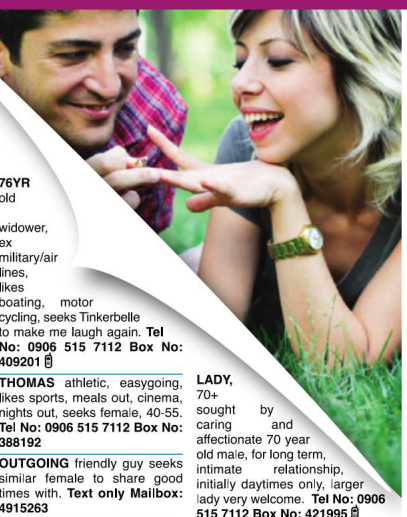 76YR
old
widower,
ex
military/air
lines,
likes
boating, motor
cycling, seeks Tinkerbelle
to make me laugh again. Tel
No: 0906 515 7112 Box No:
409201
THOMAS athletic, easygoing,
likes sports, meals out, cinema,
nights out, seeks female, 40-55.
Tel No: 0906 515 7112 Box No:
388192
OUTGOING friendly guy seeks
similar female to share good
times with. Text only Mailbox:
4915263
LADY,
70+
sought by
caring and
affectionate 70 year
old male, for long term,
intimate relationship,
initially daytimes only, larger
lady very welcome. Tel No: 0906
515 7112 Box No: 421995